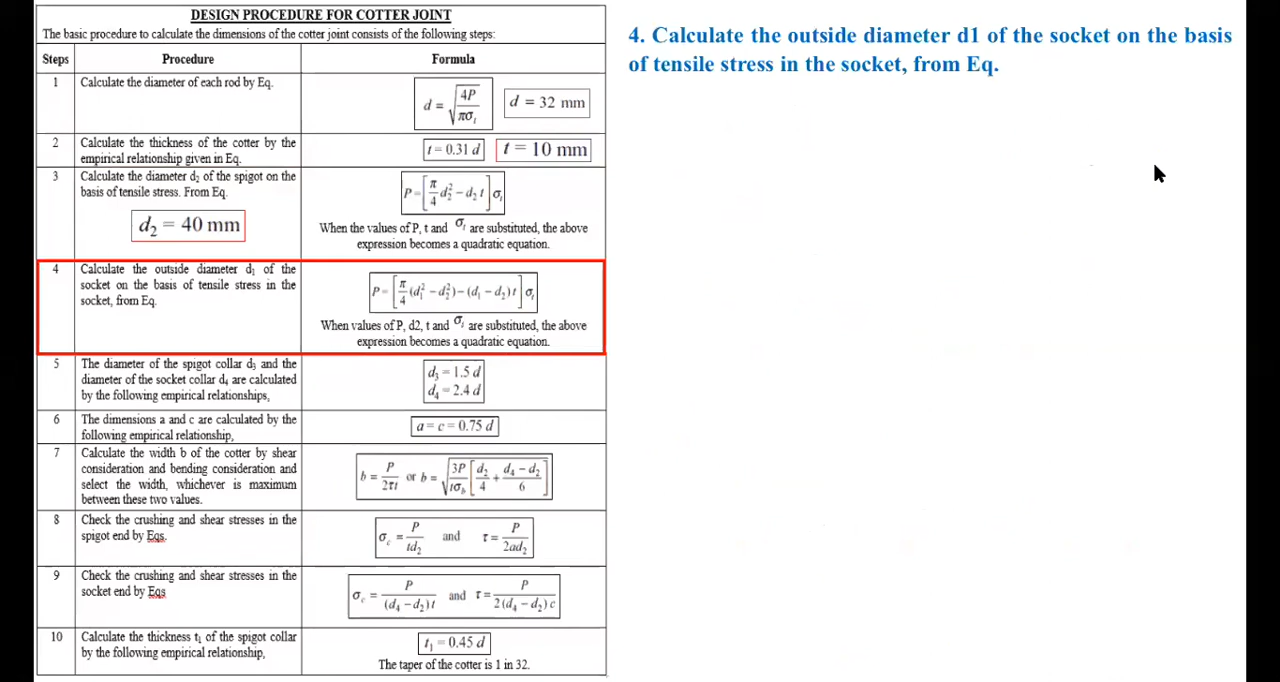 DESIGN PROCEDURE FOR COTTER JOINT
The basic procedure to calculate the dimensions of the cotter joint consists of the following steps:
Steps Procedure Formula
1 Calculate the diameter of each rod by Eq.
d = √(4P/πσₜ) d = 32 mm
2 Calculate the thickness of the cotter by the
empirical relationship given in Eq.
t = 0.31 d t = 10 mm
3 Calculate the diameter d₂ of the spigot on the
basis of tensile stress. From Eq.
d₂ = 40 mm
P = [π/4 d₂² – d₂ t] σₜ
When the values of P, t and σₜ are substituted, the above
expression becomes a quadratic equation.
4 Calculate the outside diameter d₁ of the
socket on the basis of tensile stress in the
socket, from Eq.
P = [π/4 (d₁² – d₂²) – (d₁ – d₂) t] σₜ
When values of P, d2, t and σₜ are substituted, the above
expression becomes a quadratic equation.
5 The diameter of the spigot collar d₃ and the
diameter of the socket collar d₄ are calculated
by the following empirical relationships,
d₃ = 1.5 d
d₄ = 2.4 d
6 The dimensions a and c are calculated by the
following empirical relationship,
a = c = 0.75 d
7 Calculate the width b of the cotter by shear
consideration and bending consideration and
select the width, whichever is maximum
between these two values.
b = P/2τt or b = √(3P/tσ_b [d₂/4 + (d₄ – d₂)/6])
8 Check the crushing and shear stresses in the
spigot end by Eqs.
σ_c = P/td₂ and τ = P/2ad₂
9 Check the crushing and shear stresses in the
socket end by Eqs
σ_c = P/(d₄ – d₂)t and τ = P/2(d₄ – d₂)c
10 Calculate the thickness t₁ of the spigot collar
by the following empirical relationship,
t₁ = 0.45 d
The taper of the cotter is 1 in 32.
4. Calculate the outside diameter d1 of the socket on the basis
of tensile stress in the socket, from Eq.